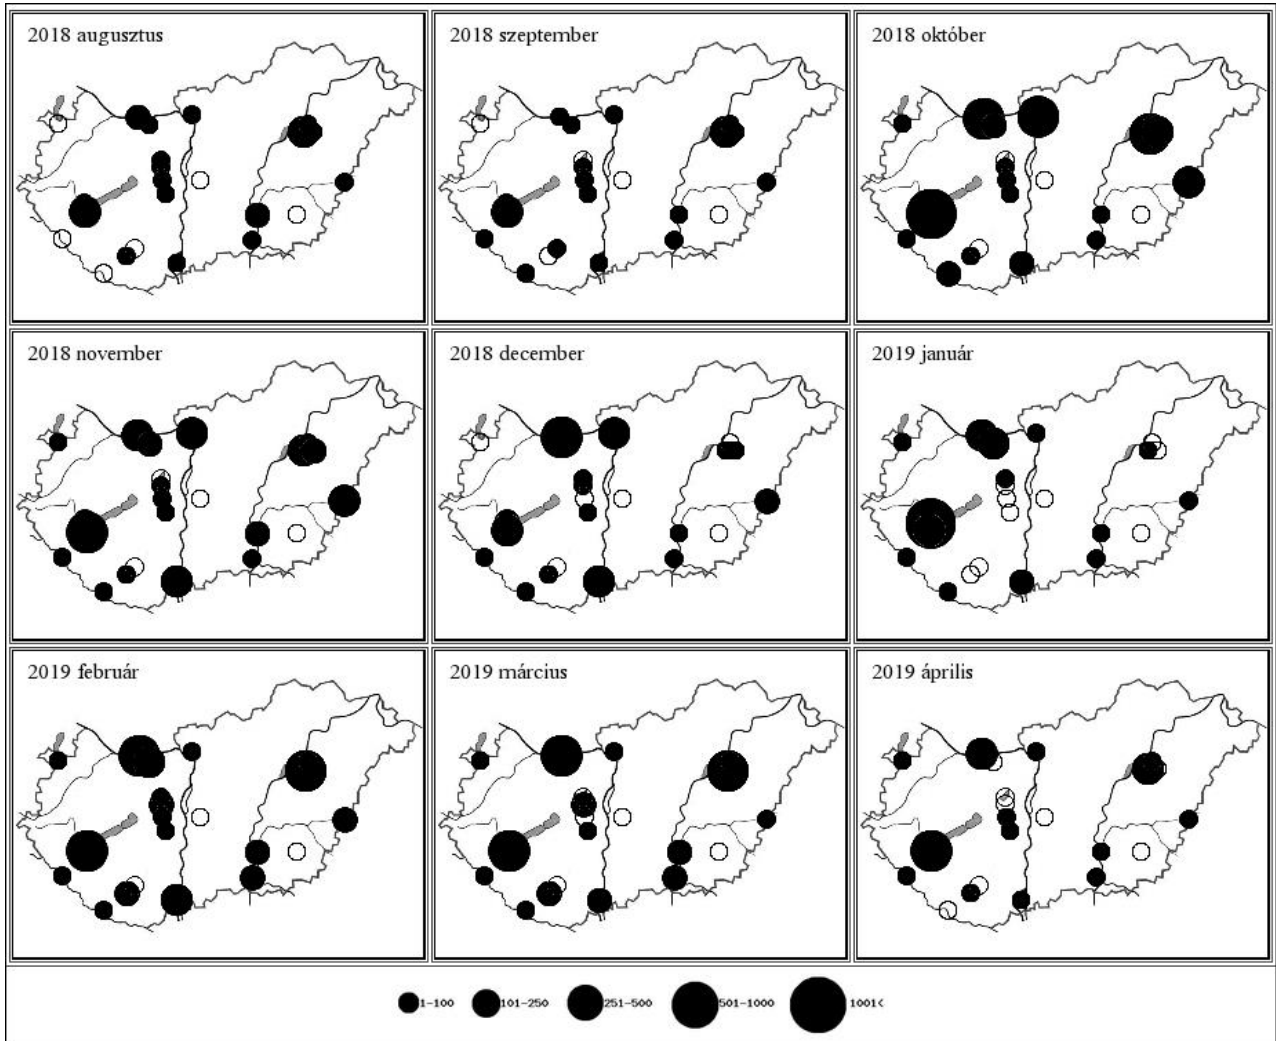 2018 augusztus
2018 szeptember
2018 október
2018 november
2018 december
2019 január
2019 február
2019 március
2019 április
1-100
101-250
251-500
501-1000
1001<